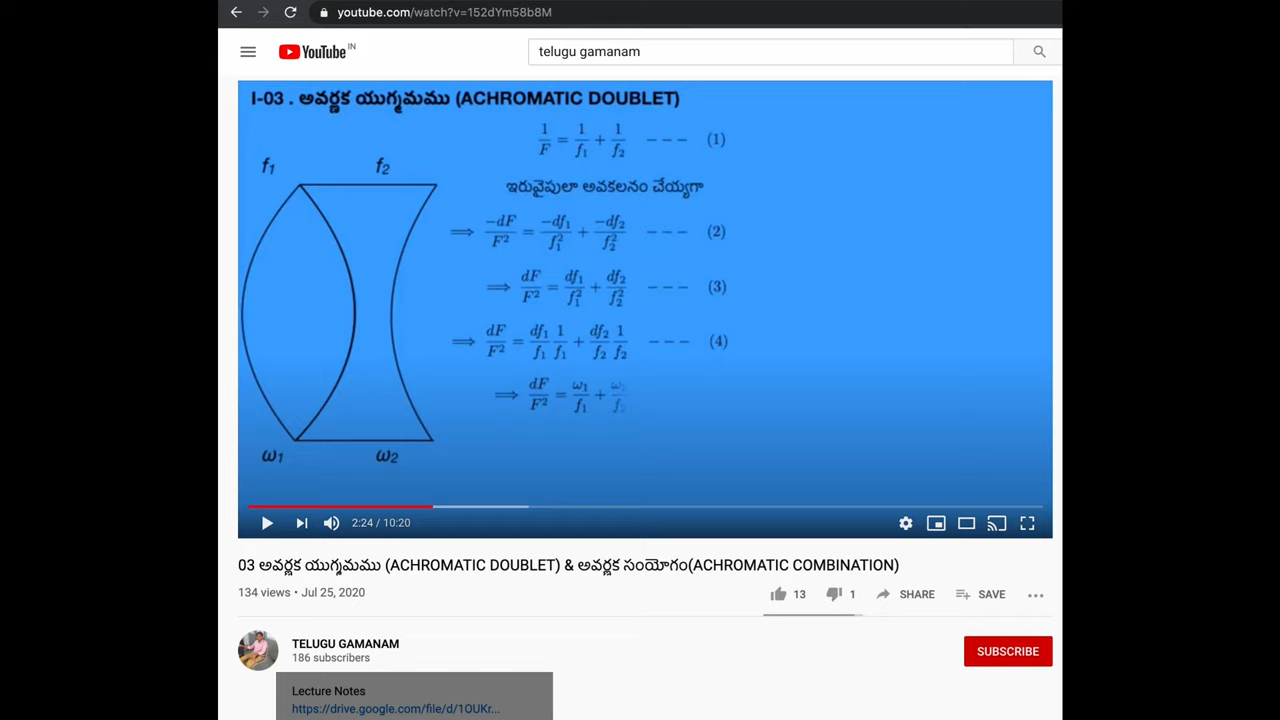 youtube.com/watch?v=152dYm58b8M
YouTube IN
telugu gamanam
I-03 . అవర్ణక యుగ్మమము (ACHROMATIC DOUBLET)
1/F = 1/f₁ + 1/f₂ --- (1)
f₁ f₂
ఇరువైపులా అవకలనం చేయ్యగా
⟹ -dF/F² = -df₁/f₁² + -df₂/f₂² --- (2)
⟹ dF/F² = df₁/f₁² + df₂/f₂² --- (3)
⟹ dF/F² = df₁/f₁ 1/f₁ + df₂/f₂ 1/f₂ --- (4)
⟹ dF/F² = ω₁/f₁ + ω₂/f₂
ω₁ ω₂
2:24 / 10:20
03 అవర్ణక యుగ్మమము (ACHROMATIC DOUBLET) & అవర్ణక సంయోగం(ACHROMATIC COMBINATION)
134 views • Jul 25, 2020
13 1 SHARE SAVE
TELUGU GAMANAM
186 subscribers
SUBSCRIBE
Lecture Notes
https://drive.google.com/file/d/1OUKr...